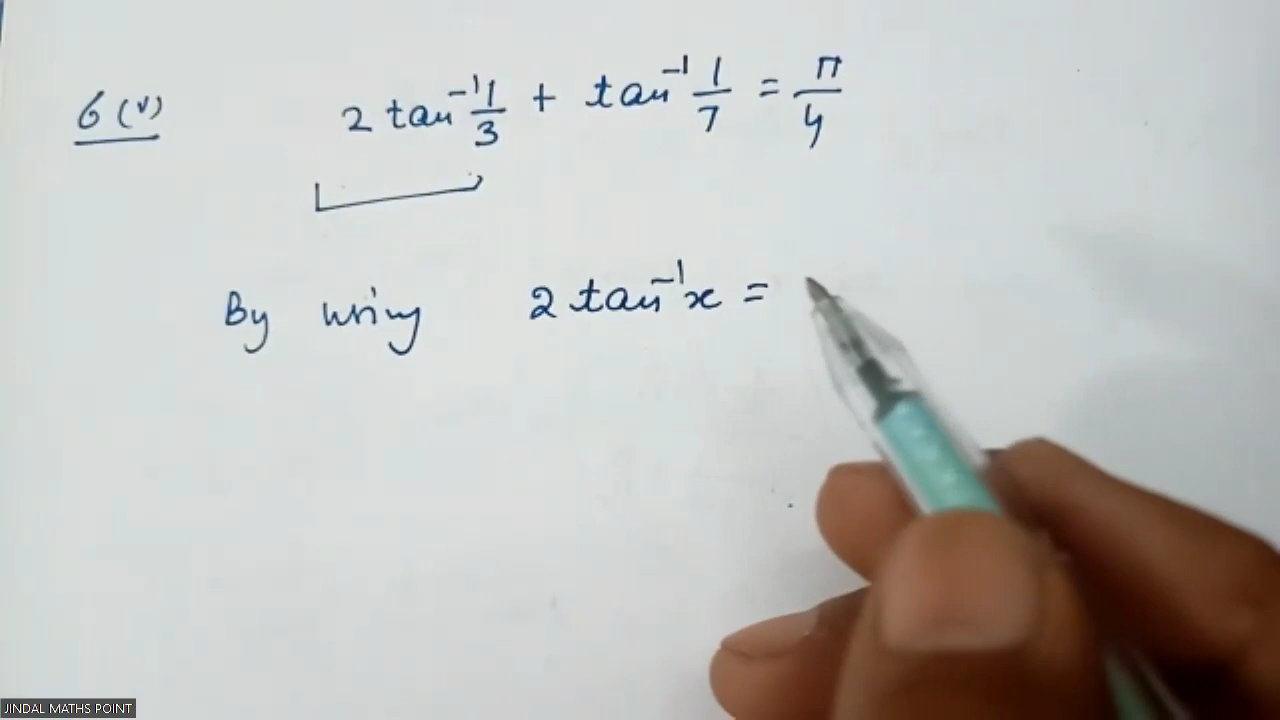 6 (v) 2 tan⁻¹ 1/3 + tan⁻¹ 1/7 = π/4
By using 2 tan⁻¹x =
JINDAL MATHS POINT